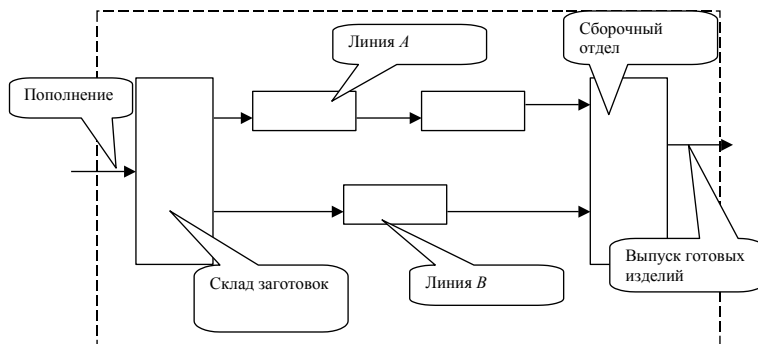 Линия A
Сборочный
отдел
Пополнение
Склад заготовок
Линия B
Выпуск готовых
изделий